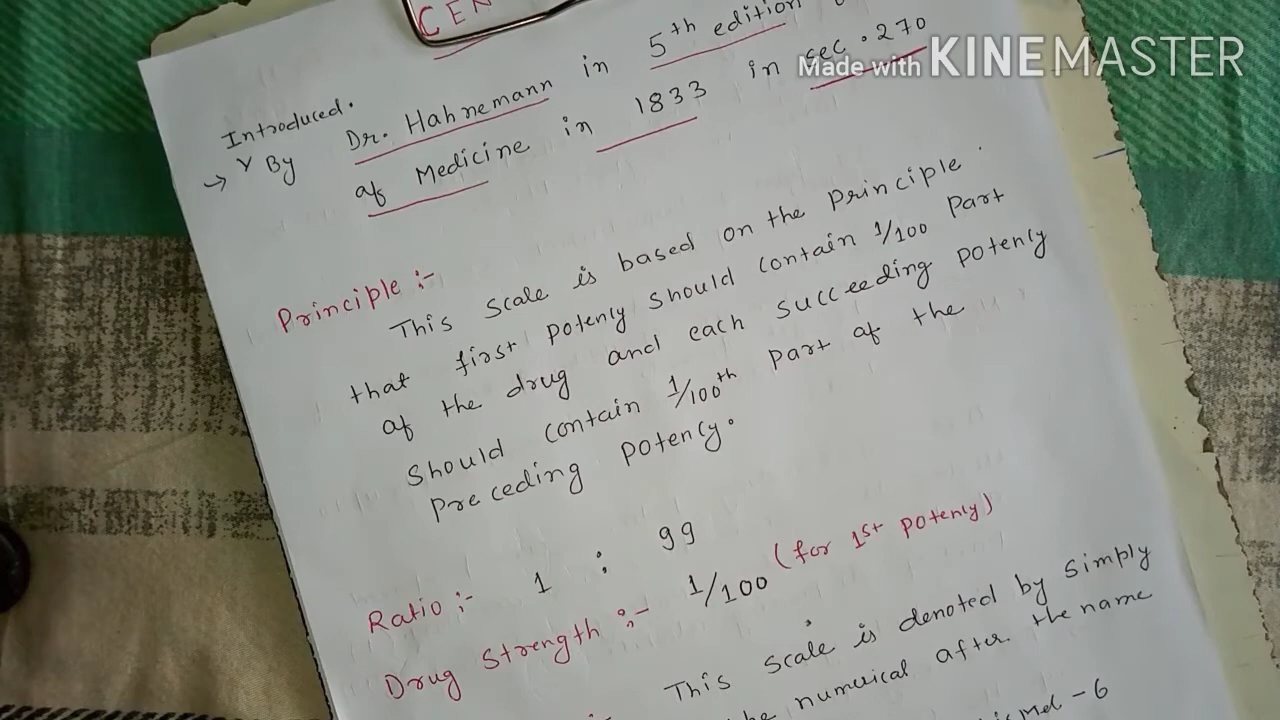 CEN
Introduced.
→ By Dr. Hahnemann in 5th edition
of Medicine in 1833 in sec. 270
Made with KINEMASTER
Principle :-
This scale is based on the principle
that first potency should contain 1/100 part
of the drug and each succeeding potency
should contain 1/100th part of the
preceding potency.
Ratio :- 1 : 99
Drug Strength :- 1/100 (for 1st potency)
This scale is denoted by simply
numerical after the name
- 6